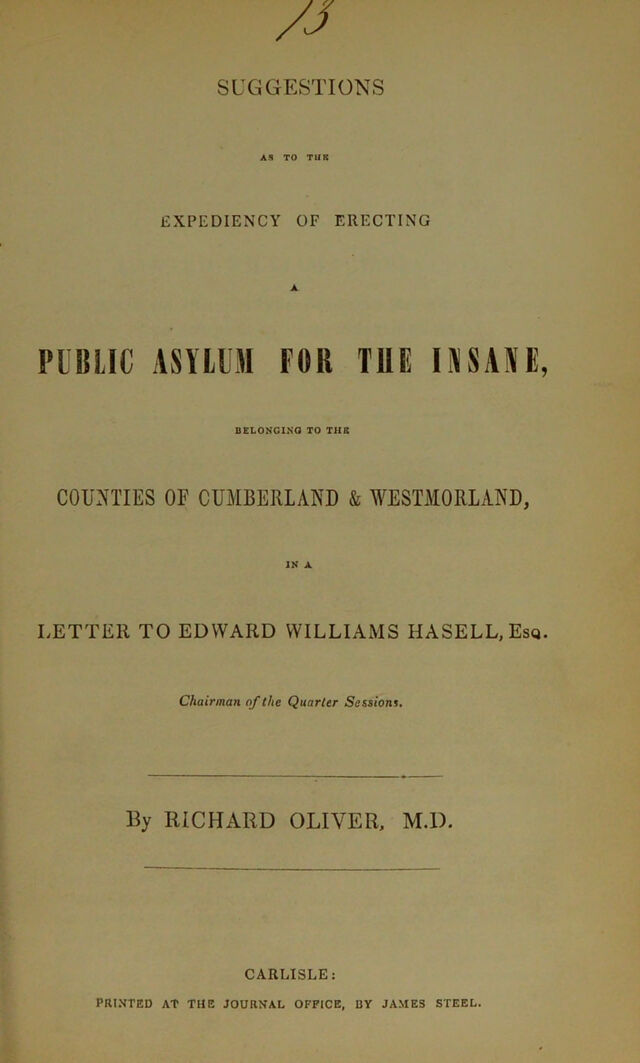 13
SUGGESTIONS
AS TO THE
EXPEDIENCY OF ERECTING
A
PUBLIC ASYLUM FOR THE INSANE,
BELONGING TO THE
COUNTIES OF CUMBERLAND & WESTMORLAND,
IN A
LETTER TO EDWARD WILLIAMS HASELL, Esq.
Chairman of the Quarter Sessions.
By RICHARD OLIVER, M.D.
CARLISLE:
PRINTED AT THE JOURNAL OFFICE, BY JAMES STEEL.